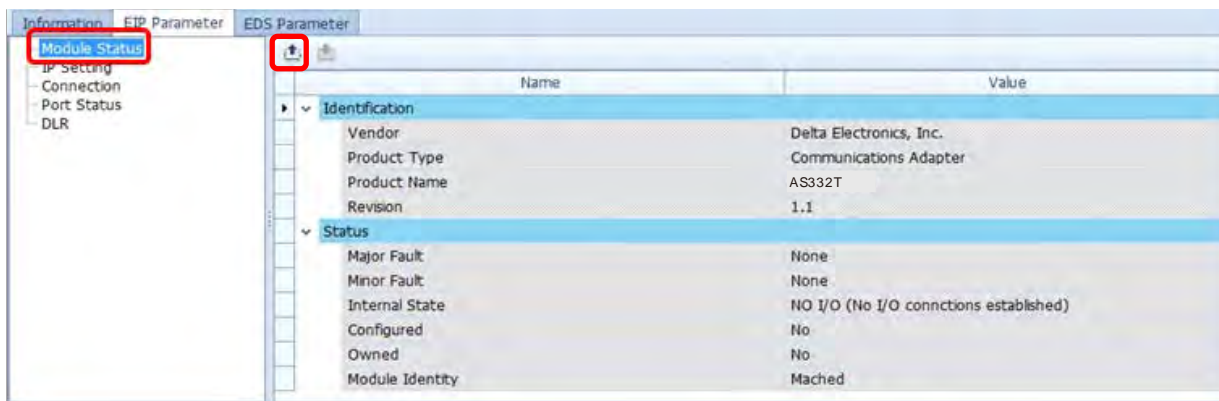 Information EIP Parameter EDS Parameter
Module Status
IP Setting
Connection
Port Status
DLR
Name Value
Identification
Vendor Delta Electronics, Inc.
Product Type Communications Adapter
Product Name AS332T
Revision 1.1
Status
Major Fault None
Minor Fault None
Internal State NO I/O (No I/O connctions established)
Configured No
Owned No
Module Identity Mached